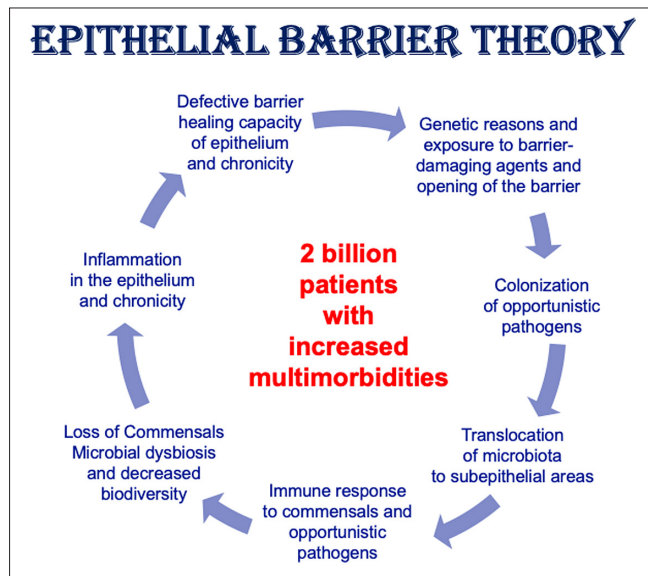 EPITHELIAL BARRIER THEORY
Defective barrier
healing capacity
of epithelium
and chronicity
Genetic reasons and
exposure to barrier-
damaging agents and
opening of the barrier
Colonization
of opportunistic
pathogens
Translocation
of microbiota
to subepithelial areas
Immune response
to commensals and
opportunistic
pathogens
Loss of Commensals
Microbial dysbiosis
and decreased
biodiversity
Inflammation
in the epithelium
and chronicity
2 billion
patients
with
increased
multimorbidities